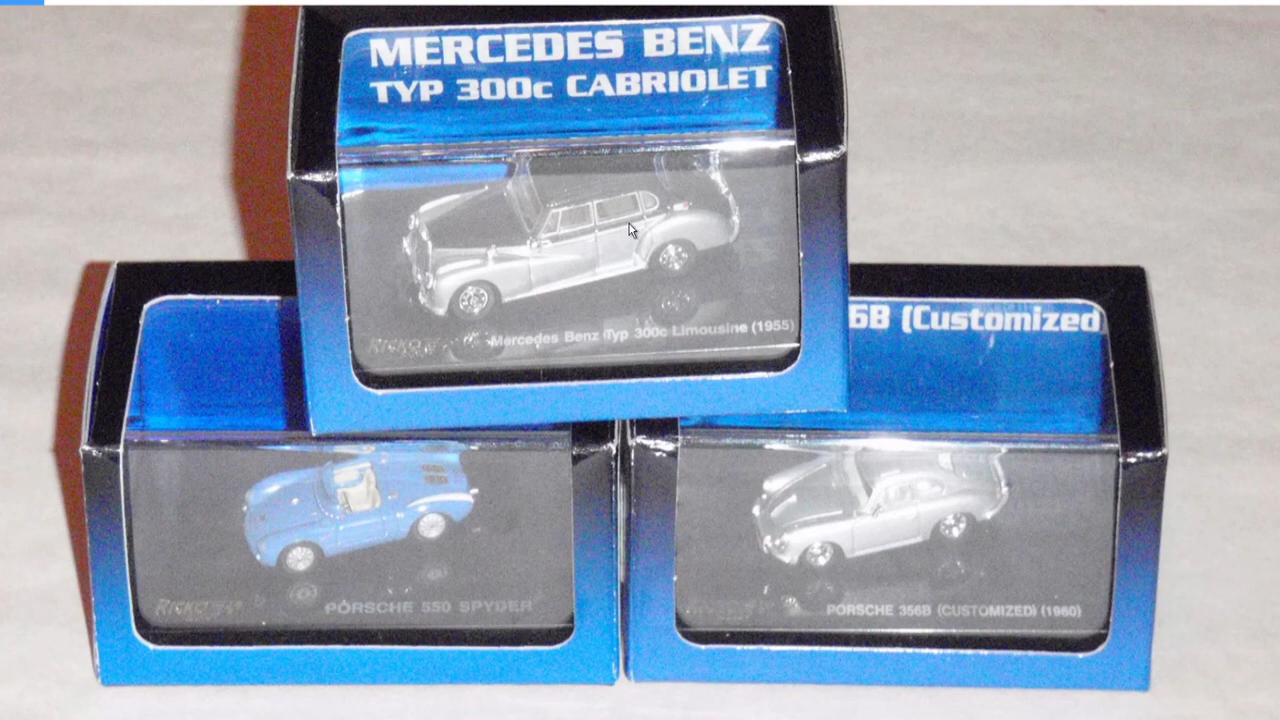 MERCEDES BENZ
TYP 300c CABRIOLET
Mercedes Benz Typ 300c Limousine (1955)
6B (Customized)
PORSCHE 550 SPYDER
PORSCHE 356B (CUSTOMIZED) (1960)